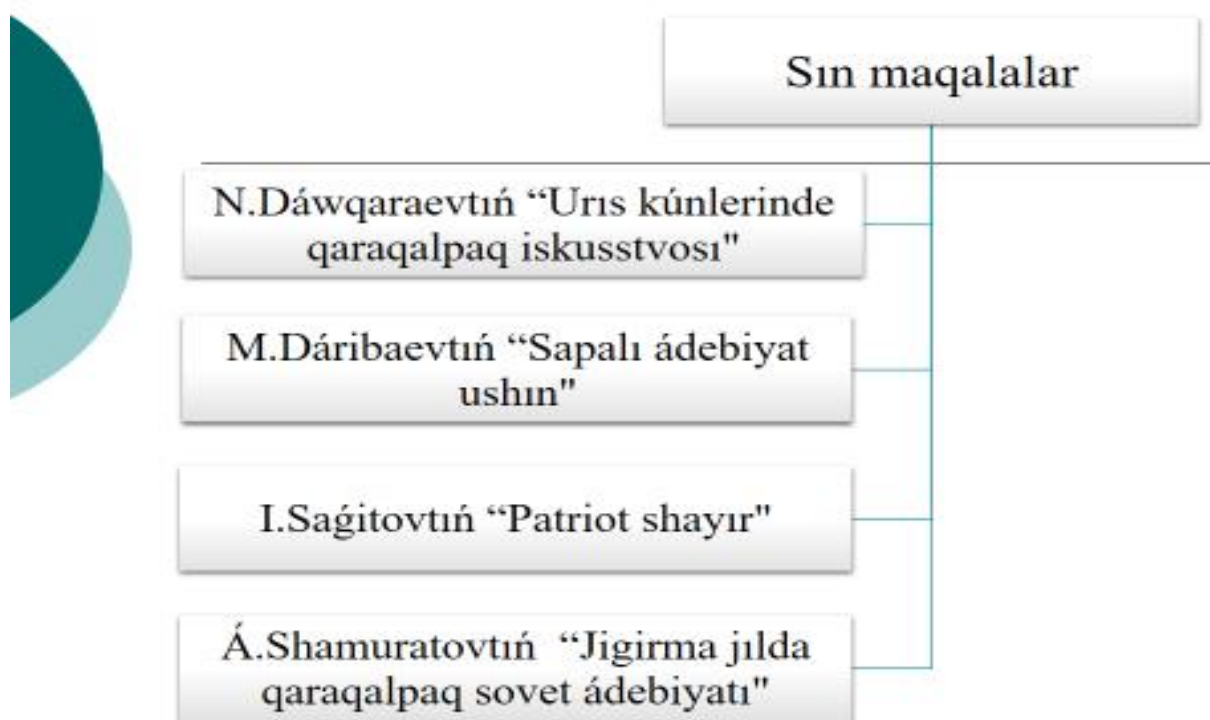 Sın maqalalar
N.Dáwqaraevtıń “Urıs kúnlerinde
qaraqalpaq iskusstvosı"
M.Dáribaevtıń “Sapalı ádebiyat
ushın"
I.Saǵitovtıń “Patriot shayır"
Á.Shamuratovtıń “Jigirma jılda
qaraqalpaq sovet ádebiyatı"